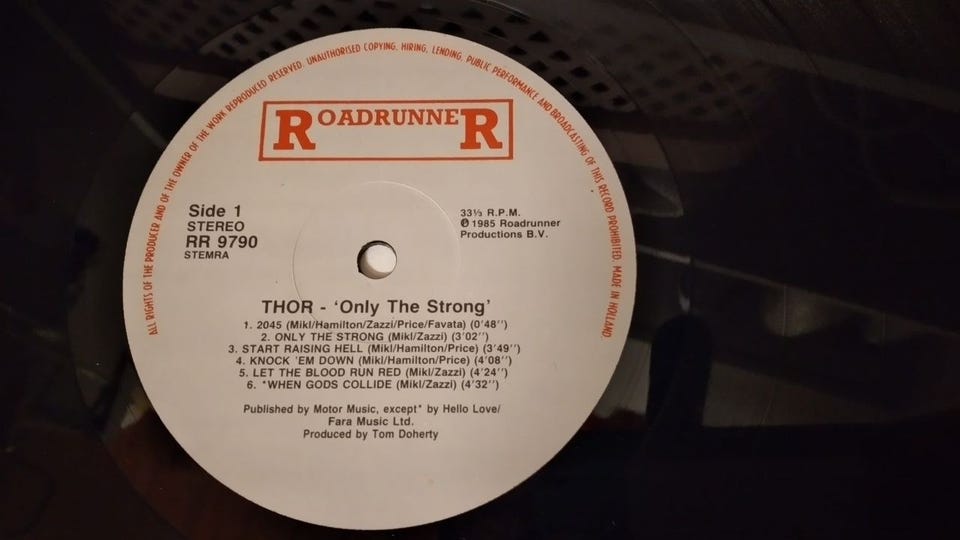 ALL RIGHTS OF THE PRODUCER AND OF THE OWNER OF THE WORK REPRODUCED RESERVED. UNAUTHORISED COPYING, HIRING, LENDING, PUBLIC PERFORMANCE AND BROADCASTING OF THIS RECORD PROHIBITED. MADE IN HOLLAND.
ROADRUNNER
Side 1
STEREO
RR 9790
STEMRA
33⅓ R.P.M.
℗ 1985 Roadrunner
Productions B.V.
THOR - 'Only The Strong'
1. 2045 (Mikl/Hamilton/Zazzi/Price/Favata) (0'48'')
2. ONLY THE STRONG (Mikl/Zazzi) (3'02'')
3. START RAISING HELL (Mikl/Hamilton/Price) (3'49'')
4. KNOCK 'EM DOWN (Mikl/Hamilton/Price) (4'08'')
5. LET THE BLOOD RUN RED (Mikl/Zazzi) (4'24'')
6. *WHEN GODS COLLIDE (Mikl/Zazzi) (4'32'')
Published by Motor Music, except* by Hello Love/
Fara Music Ltd.
Produced by Tom Doherty